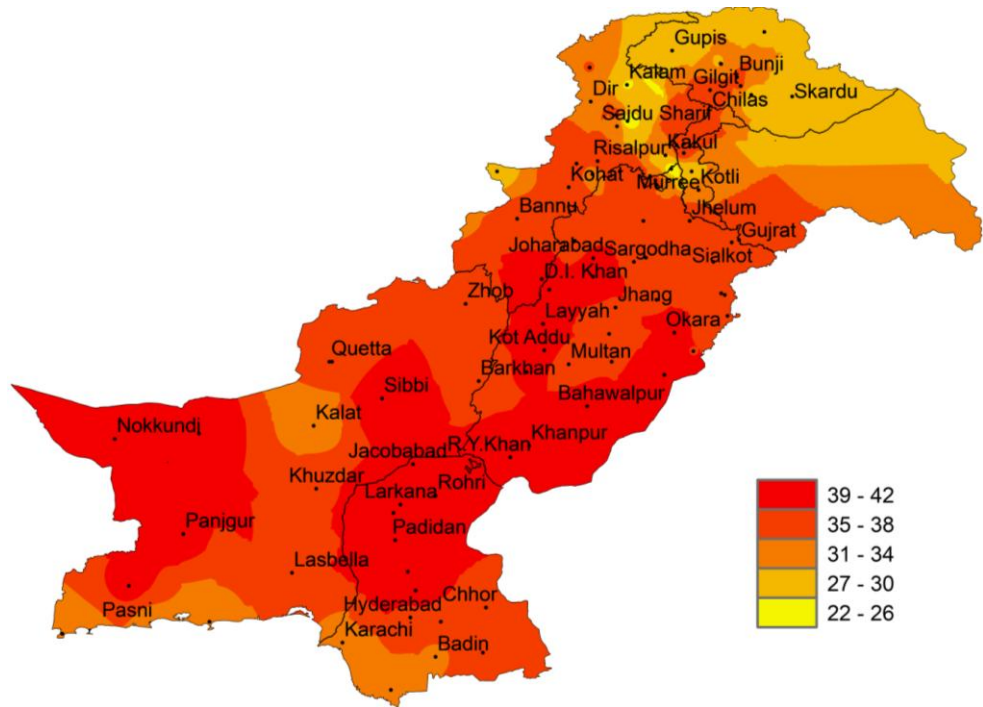 Gupis
Kalam
Gilgit
Bunji
Dir
Chilas
Skardu
Saidu Sharif
Risalpur
Kakul
Kohat
Murree
Kotli
Bannu
Jhelum
Gujrat
Joharabad
Sargodha
Sialkot
D.I. Khan
Zhob
Jhang
Layyah
Okara
Kot Addu
Quetta
Barkhan
Multan
Sibbi
Bahawalpur
Kalat
Nokkundi
Khanpur
R.Y.Khan
Jacobabad
Khuzdar
Rohri
Larkana
Panjgur
Padidan
Lasbella
Pasni
Hyderabad
Chhor
Karachi
Badin
39 - 42
35 - 38
31 - 34
27 - 30
22 - 26